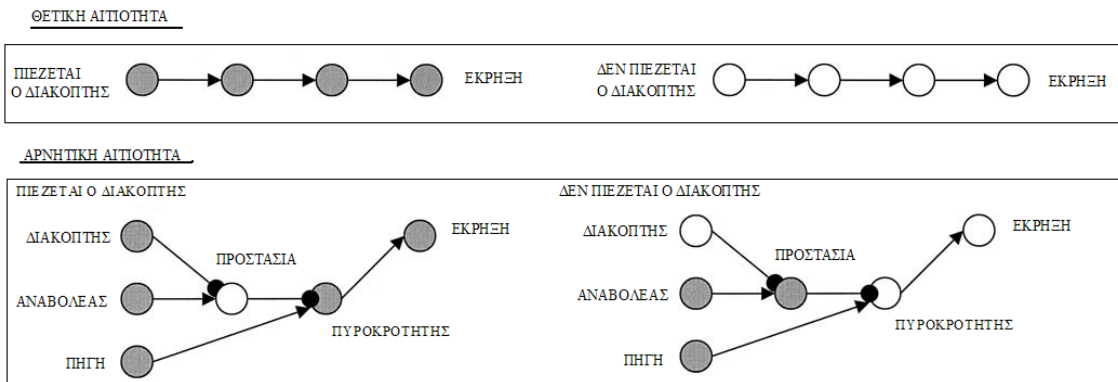 ΘΕΤΙΚΗ ΑΙΤΙΟΤΗΤΑ
ΠΙΕΖΕΤΑΙ
Ο ΔΙΑΚΟΠΤΗΣ
ΕΚΡΗΞΗ
ΔΕΝ ΠΙΕΖΕΤΑΙ
Ο ΔΙΑΚΟΠΤΗΣ
ΕΚΡΗΞΗ
ΑΡΝΗΤΙΚΗ ΑΙΤΙΟΤΗΤΑ
ΠΙΕΖΕΤΑΙ Ο ΔΙΑΚΟΠΤΗΣ
ΔΙΑΚΟΠΤΗΣ
ΕΚΡΗΞΗ
ΠΡΟΣΤΑΣΙΑ
ΑΝΑΒΟΛΕΑΣ
ΠΥΡΟΚΡΟΤΗΤΗΣ
ΠΗΓΗ
ΔΕΝ ΠΙΕΖΕΤΑΙ Ο ΔΙΑΚΟΠΤΗΣ
ΔΙΑΚΟΠΤΗΣ
ΕΚΡΗΞΗ
ΠΡΟΣΤΑΣΙΑ
ΑΝΑΒΟΛΕΑΣ
ΠΥΡΟΚΡΟΤΗΤΗΣ
ΠΗΓΗ